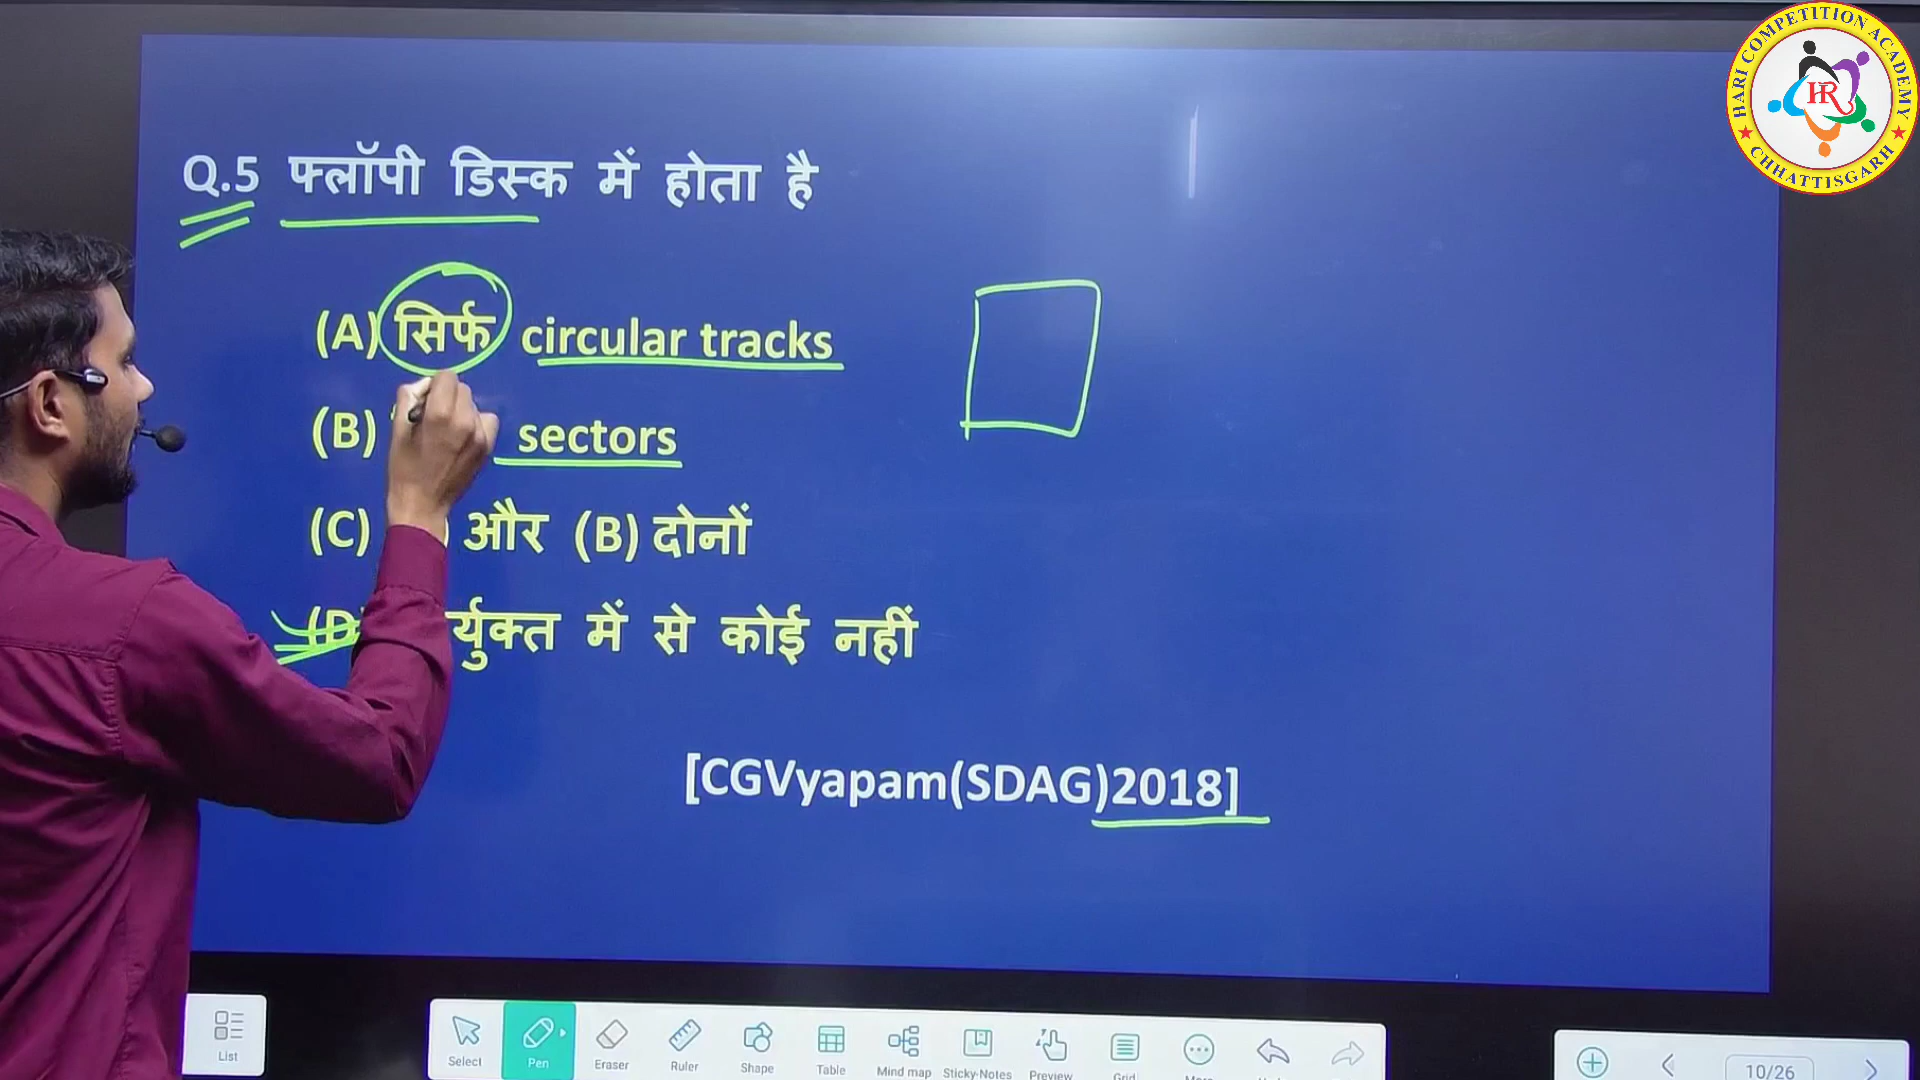 HARI COMPETITION ACADEMY
HR
★ CHHATTISGARH ★
Q.5 फ्लॉपी डिस्क में होता है
(A) सिर्फ circular tracks
(B) sectors
(C) और (B) दोनों
(D) में से कोई नहीं
[CGVyapam(SDAG)2018]
List
Select Pen Eraser Ruler Shape Table Mind map Sticky-Notes Preview Grid
10/26